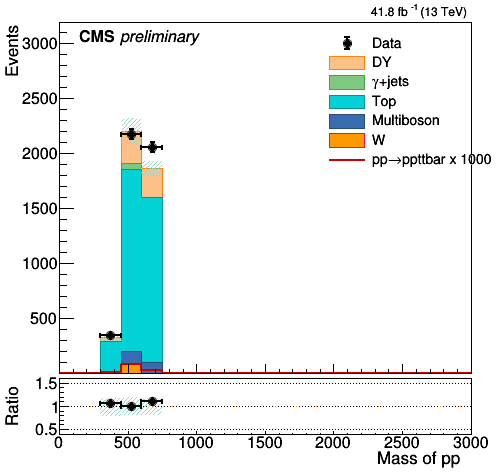 41.8 fb⁻¹ (13 TeV)
CMS preliminary
Events
3000
2500
2000
1500
1000
500
Data
DY
γ+jets
Top
Multiboson
W
pp→ppttbar x 1000
Ratio
1.5
1
0.5
0 500 1000 1500 2000 2500 3000
Mass of pp